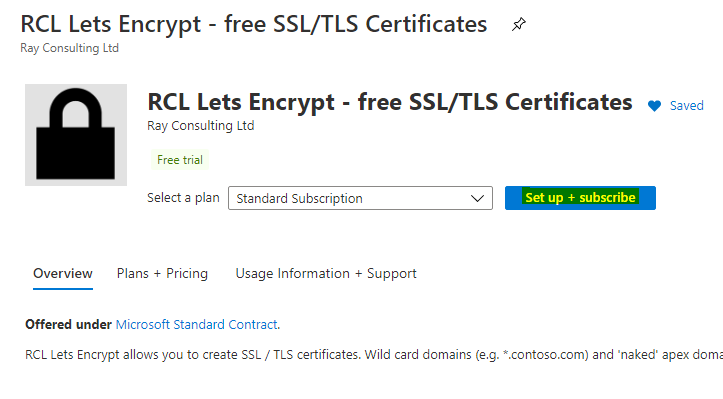 RCL Lets Encrypt - free SSL/TLS Certificates
Ray Consulting Ltd
RCL Lets Encrypt - free SSL/TLS Certificates
Saved
Ray Consulting Ltd
Free trial
Select a plan
Standard Subscription
Set up + subscribe
Overview
Plans + Pricing
Usage Information + Support
Offered under Microsoft Standard Contract.
RCL Lets Encrypt allows you to create SSL / TLS certificates. Wild card domains (e.g. *.contoso.com) and 'naked' apex doma